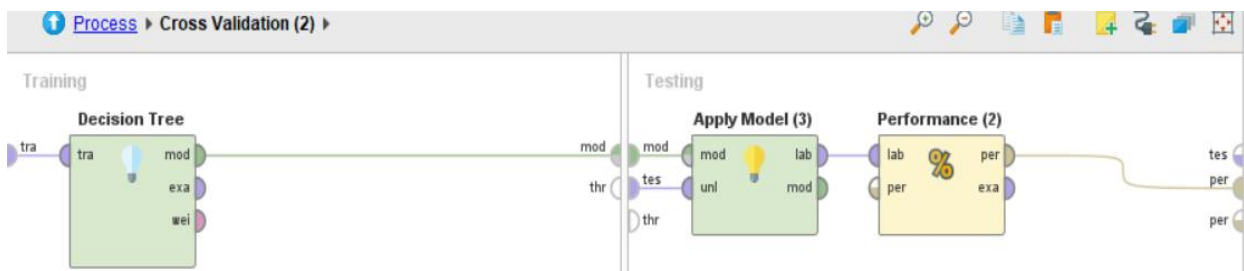 Process Cross Validation (2)
Training
Testing
Decision Tree
Apply Model (3)
Performance (2)
tra
tra
mod
mod
mod
mod
lab
lab
per
tes
exa
thr
tes
unl
mod
per
exa
per
wei
thr
per
%